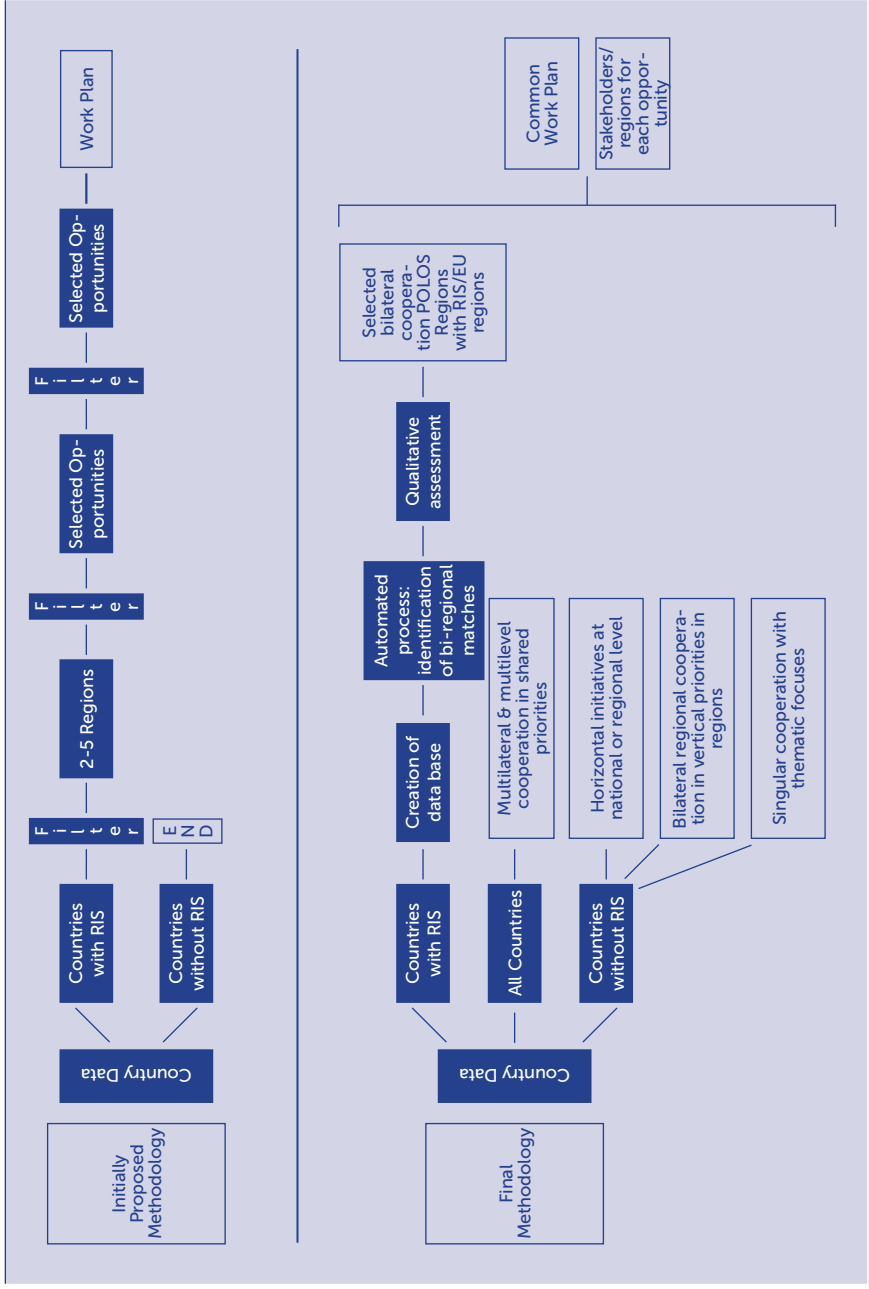 Initially
Proposed
Methodology
Country Data
Countries
with RIS
Countries
without RIS
F
i
l
t
e
r
E
N
D
2-5 Regions
F
i
l
t
e
r
Selected Op-
portunities
F
i
l
t
e
r
Selected Op-
portunities
Work Plan
Final
Methodology
Country Data
Countries
with RIS
All Countries
Countries
without RIS
Creation of
data base
Automated
process:
identification
of bi-regional
matches
Qualitative
assessment
Selected
bilateral
coopera-
tion POLOS
Regions
with RIS/EU
regions
Multilateral & multilevel
cooperation in shared
priorities
Horizontal initiatives at
national or regional level
Bilateral regional coopera-
tion in vertical priorities in
regions
Singular cooperation with
thematic focuses
Common
Work Plan
Stakeholders/
regions for
each oppor-
tunity